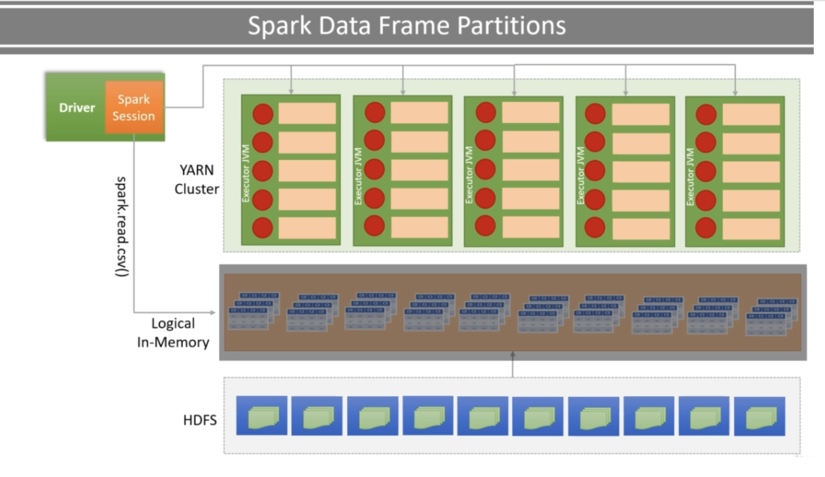 Spark Data Frame Partitions
Driver
Spark
Session
YARN
Cluster
Executor JVM
Executor JVM
Executor JVM
Executor JVM
Executor JVM
spark.read.csv()
Logical
In-Memory
HDFS